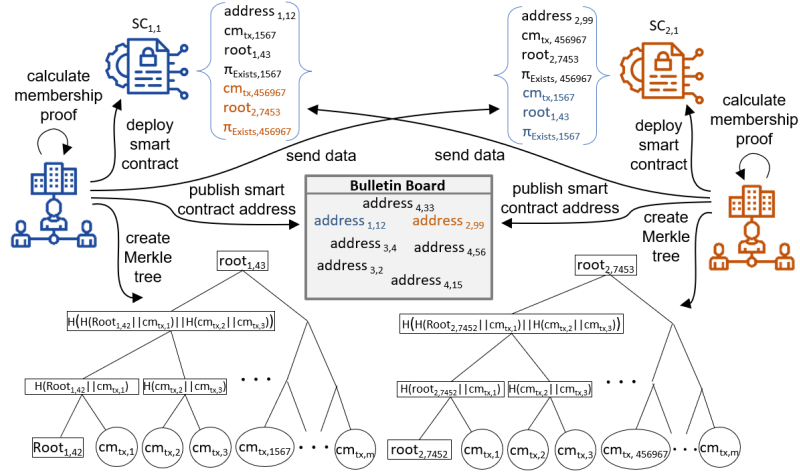 SC1,1
address1,12
cmtx,1567
root1,43
πExists,1567
cmtx,456967
root2,7453
πExists,456967
address2,99
cmtx, 456967
root2,7453
πExists, 456967
cmtx,1567
root1,43
πExists,1567
SC2,1
calculate
membership
proof
deploy
smart
contract
send data
send data
deploy
smart
contract
calculate
membership
proof
publish smart
contract address
Bulletin Board
address4,33
address1,12
address2,99
address3,4
address4,56
address3,2
address4,15
publish smart
contract address
create
Merkle
tree
create
Merkle
tree
root1,43
H(H(Root1,42||cmtx,1)||H(cmtx,2||cmtx,3))
H(Root1,42||cmtx,1)
H(cmtx,2||cmtx,3)
· · ·
Root1,42
cmtx,1
cmtx,2
cmtx,3
cmtx,1567
· · ·
cmtx,m
root2,7453
H(H(Root2,7452||cmtx,1)||H(cmtx,2||cmtx,3))
H(root2,7452||cmtx,1)
H(cmtx,2||cmtx,3)
· · ·
root2,7452
cmtx,1
cmtx,2
cmtx,3
cmtx, 456967
· · ·
cmtx,m